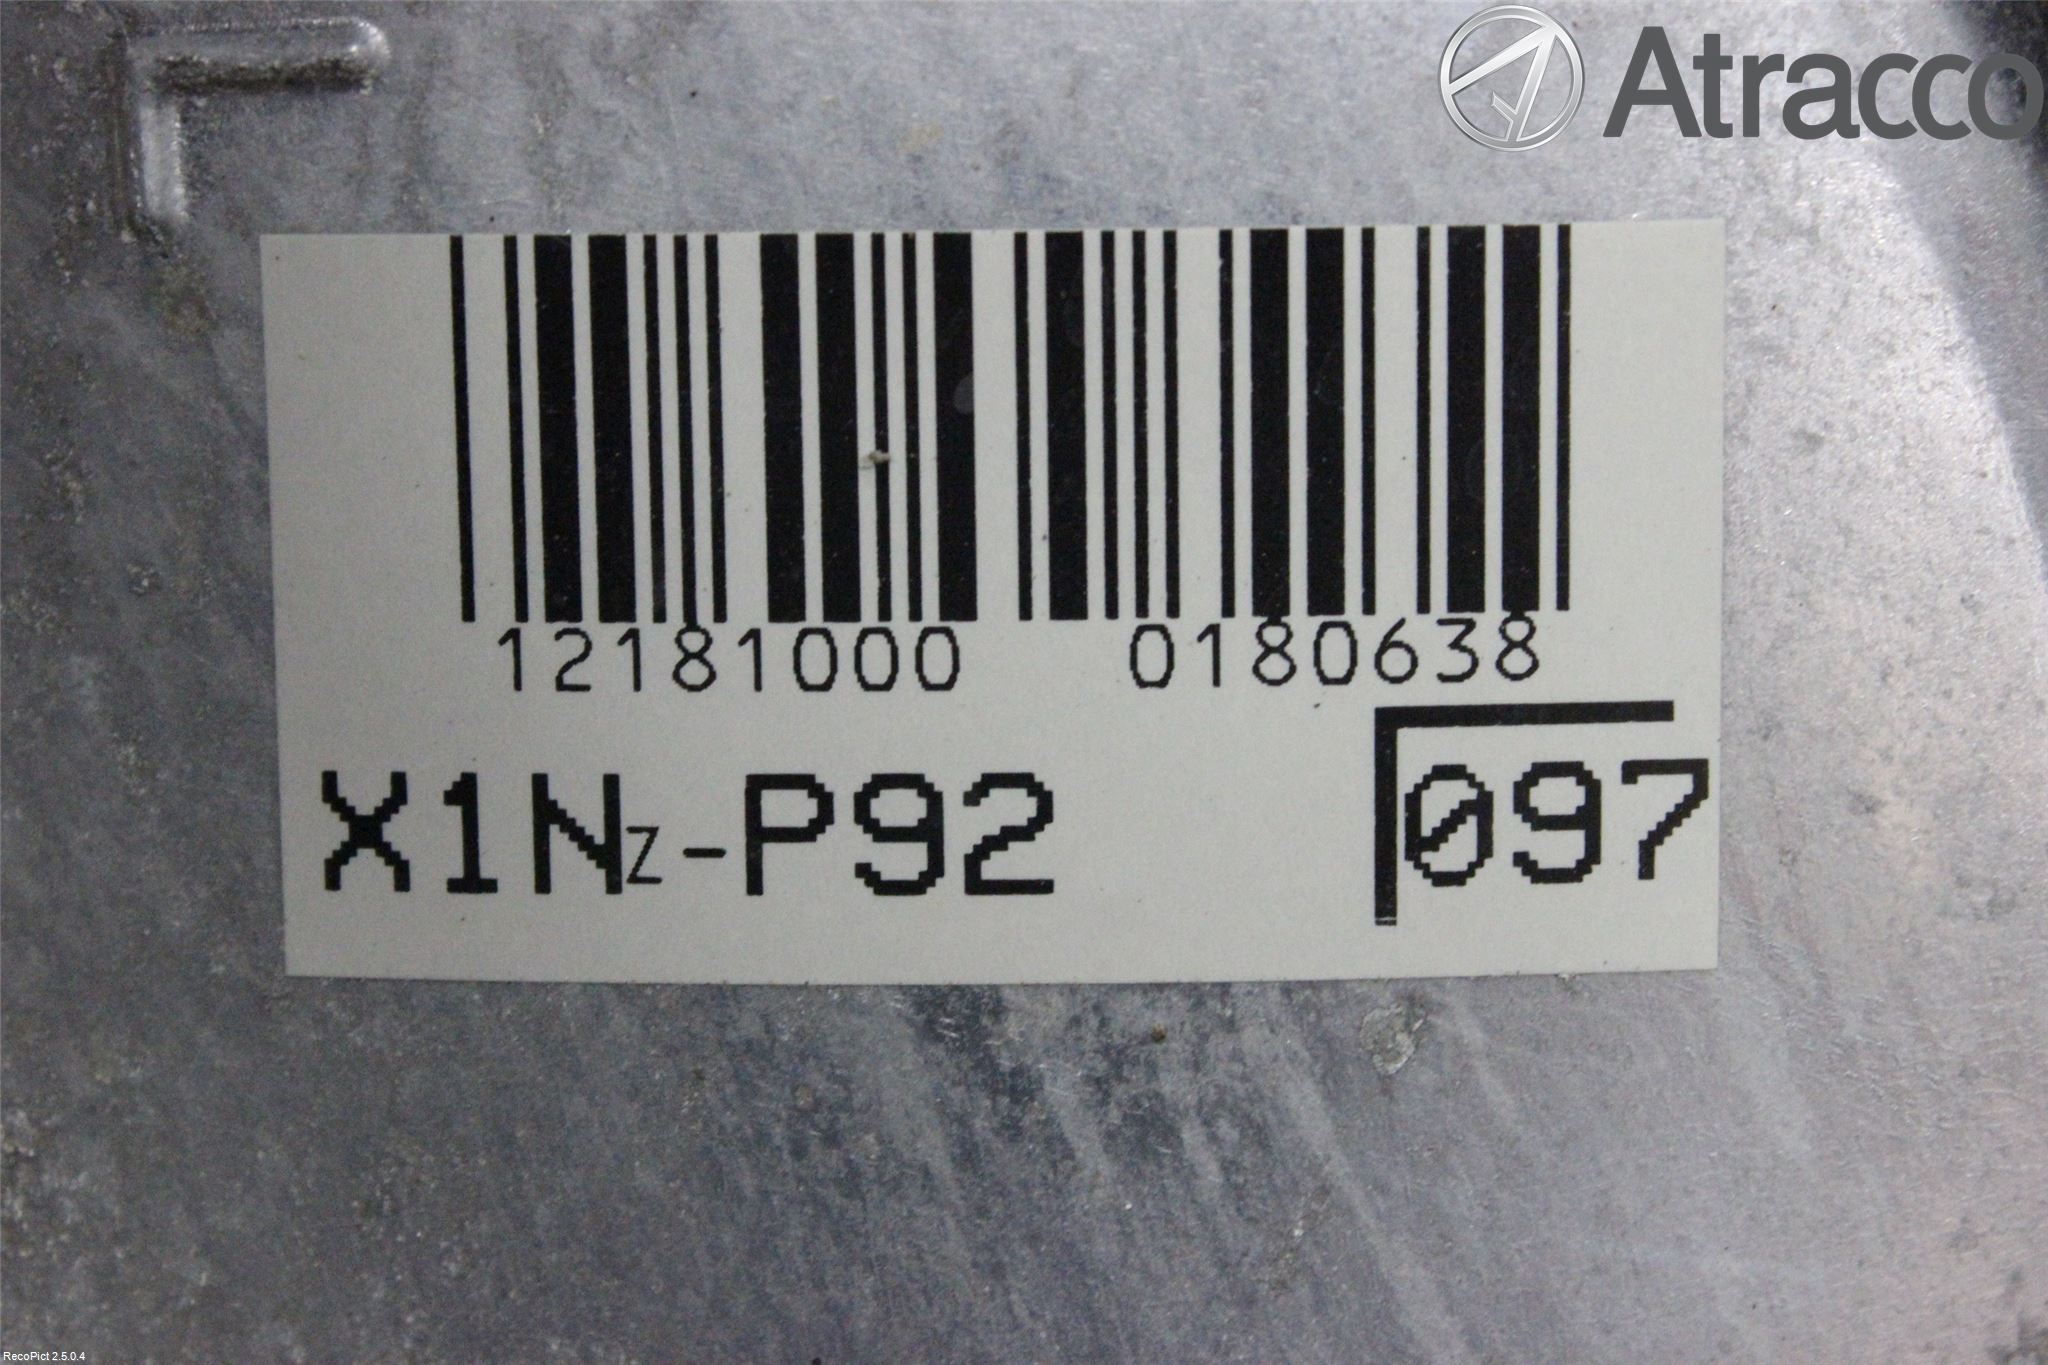 Atracco
12181000 0180638
X1Nz-P92 097
RecoPict 2.5.0.4